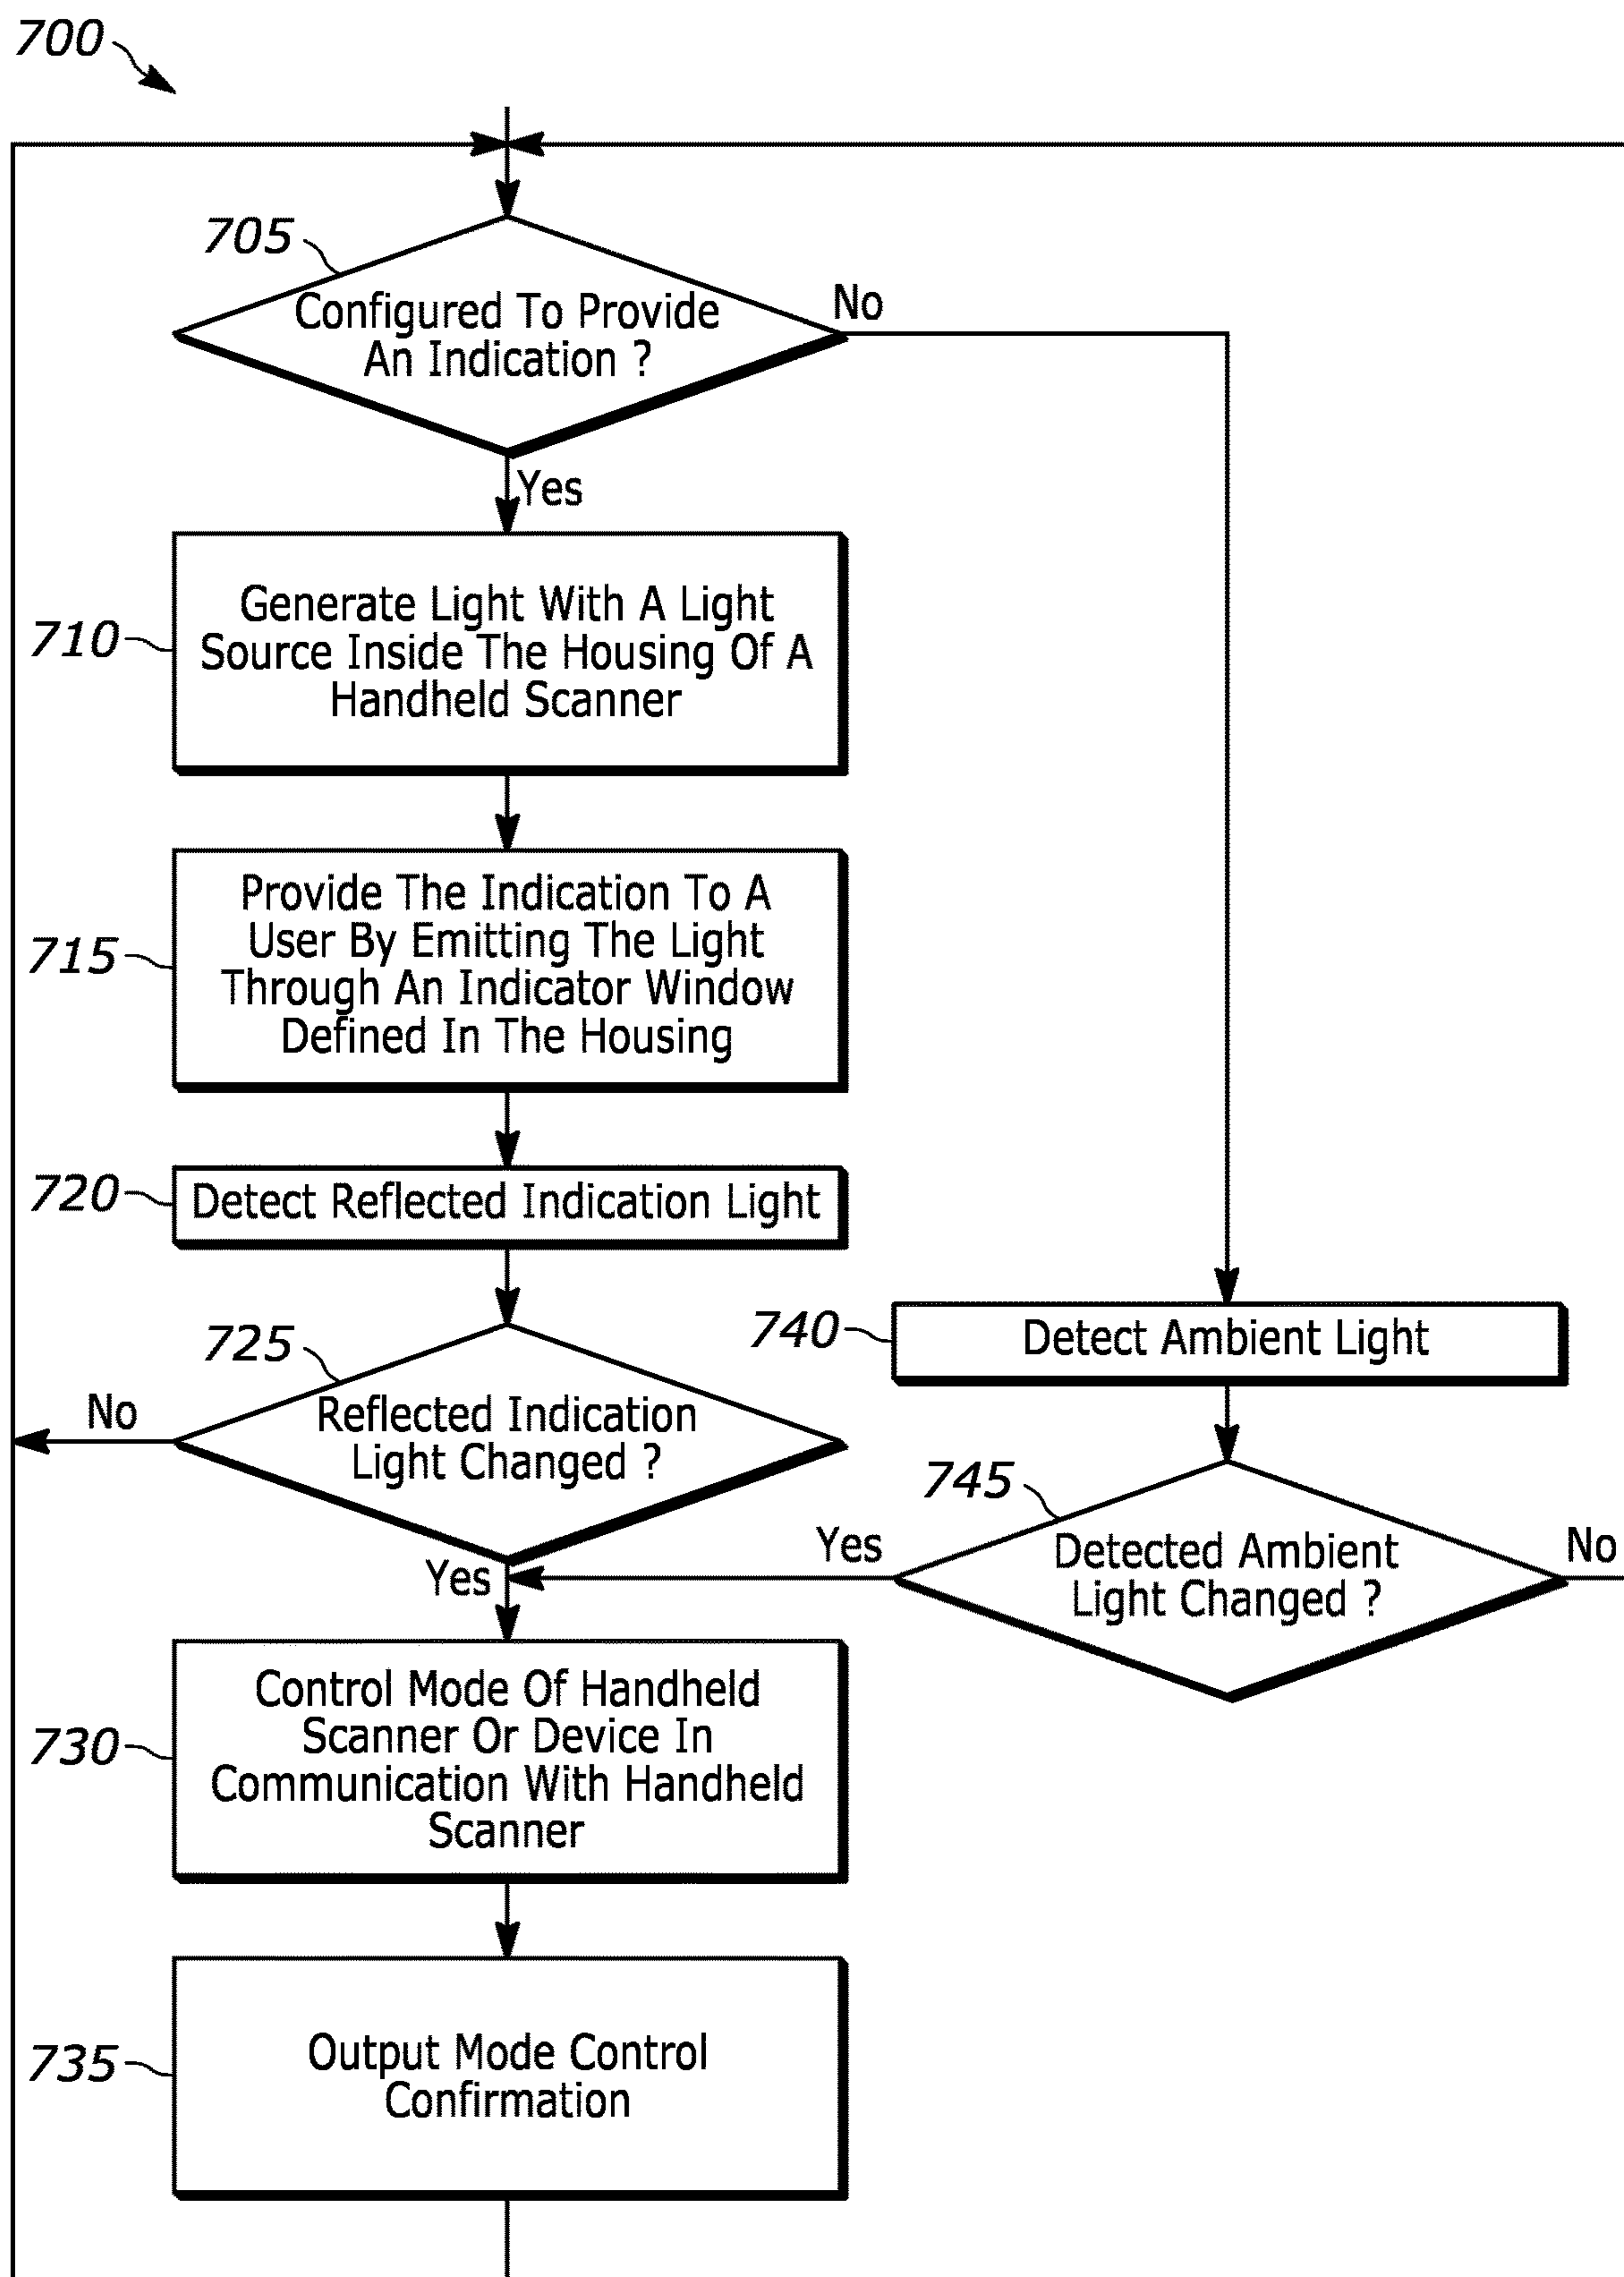 700
705
Configured To Provide
An Indication ?
No
Yes
710
Generate Light With A Light
Source Inside The Housing Of A
Handheld Scanner
715
Provide The Indication To A
User By Emitting The Light
Through An Indicator Window
Defined In The Housing
720
Detect Reflected Indication Light
725
Reflected Indication
Light Changed ?
No
Yes
740
Detect Ambient Light
745
Detected Ambient
Light Changed ?
Yes
No
730
Control Mode Of Handheld
Scanner Or Device In
Communication With Handheld
Scanner
735
Output Mode Control
Confirmation